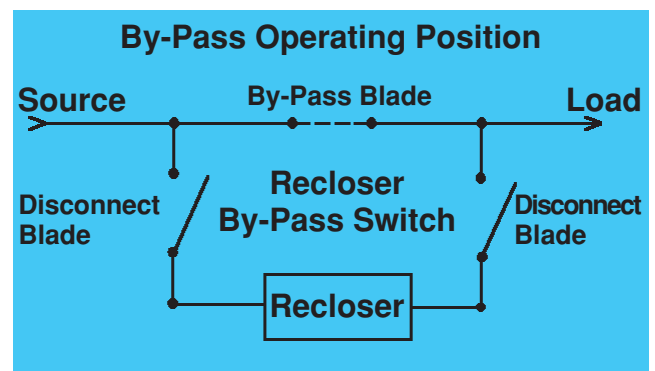 By-Pass Operating Position
Source
By-Pass Blade
Load
Disconnect
Blade
Recloser
By-Pass Switch
Disconnect
Blade
Recloser